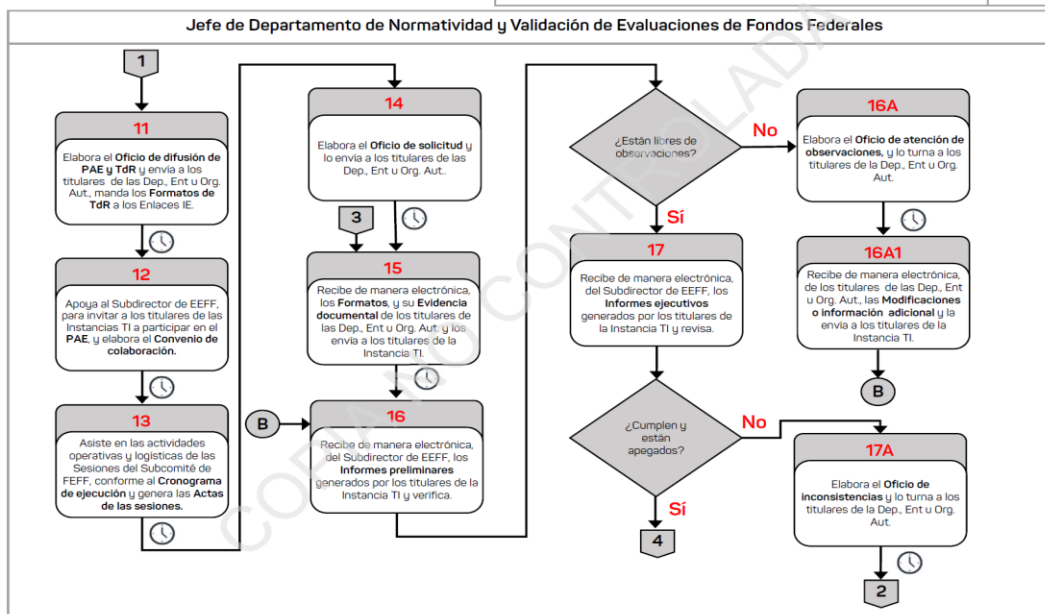 Jefe de Departamento de Normatividad y Validación de Evaluaciones de Fondos Federales
1
11
Elabora el Oficio de difusión de
PAE y TdR y envía a los
titulares de las Dep., Ent u Org.
Aut., manda los Formatos de
TdR a los Enlaces IE.
12
Apoya al Subdirector de EEFF,
para invitar a los titulares de las
Instancias TI a participar en el
PAE, y elabora el Convenio de
colaboración.
13
Asiste en las actividades
operativas y logísticas de las
Sesiones del Subcomité de
FEFF, conforme al Cronograma
de ejecución y genera las Actas
de las sesiones.
14
Elabora el Oficio de solicitud y
lo envia a los titulares de las
Dep., Ent u Org. Aut..
3
15
Recibe de manera electrónica,
los Formatos, y su Evidencia
documental de los titulares de
las Dep., Ent u Org. Aut. y los
envía a los titulares de la
Instancia TI.
B
16
Recibe de manera electrónica,
del Subdirector de EEFF, los
Informes preliminares
generados por los titulares de la
Instancia TI y verifica.
¿Están libres de
observaciones?
No
Sí
16A
Elabora el Oficio de atención de
observaciones, y lo turna a los
titulares de la Dep., Ent u Org.
Aut.
16A1
Recibe de manera electrónica,
de los titulares de las Dep., Ent
u Org. Aut., las Modificaciones
o información adicional y la
envía a los titulares de la
Instancia TI.
B
17
Recibe de manera electrónica,
del Subdirector de EEFF, los
Informes ejecutivos
generados por los titulares de
la Instancia TI y revisa.
¿Cumplen y
están
apegados?
No
Sí
4
17A
Elabora el Oficio de
inconsistencias y lo turna a los
titulares de la Dep., Ent u Org.
Aut.
2
COPIA NO CONTROLADA